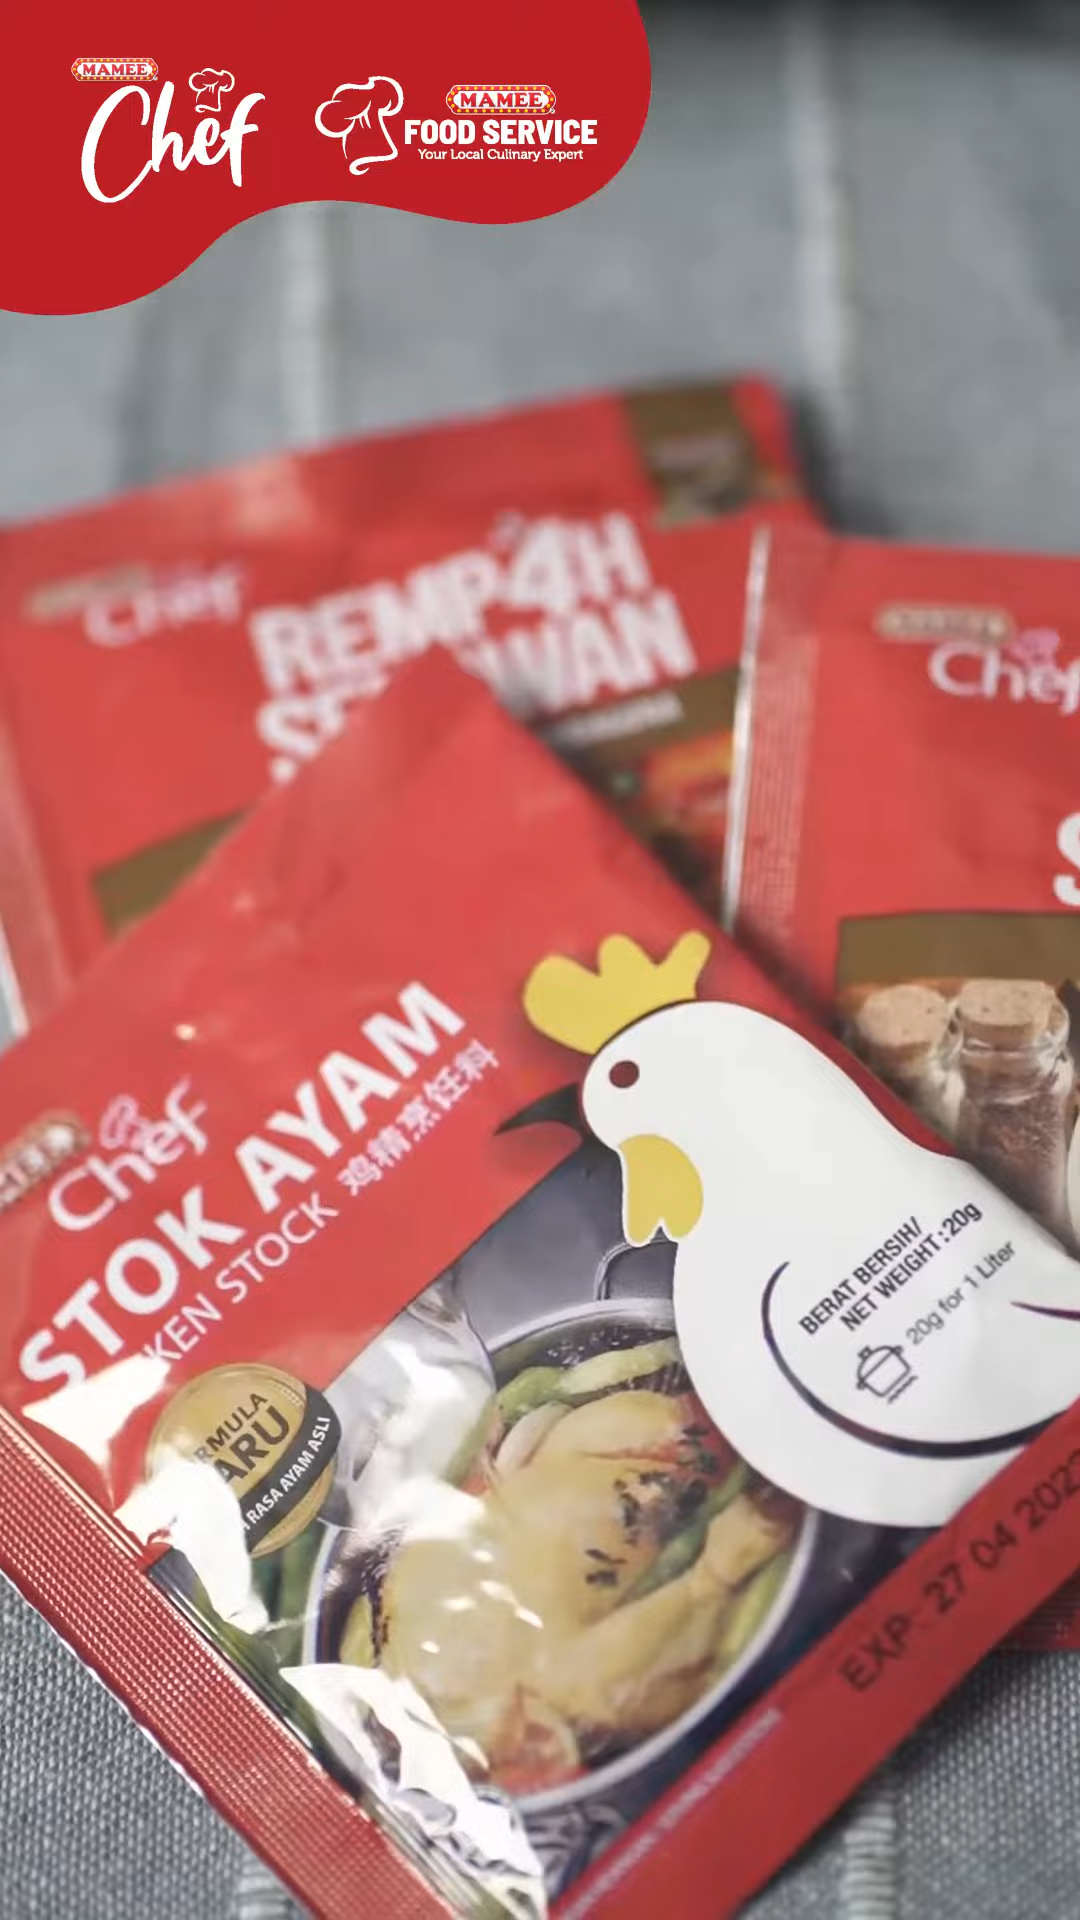 MAMEE
Chef
MAMEE
FOOD SERVICE
Your Local Culinary Expert
Chef
REMP4H
Chef
Chef
STOK AYAM
KEN STOCK 鸡精烹饪料
BERAT BERSIH/
NET WEIGHT:20g
20g for 1 Liter
RMULA
ARU
RASA AYAM ASLI
EXP: 27 04 202